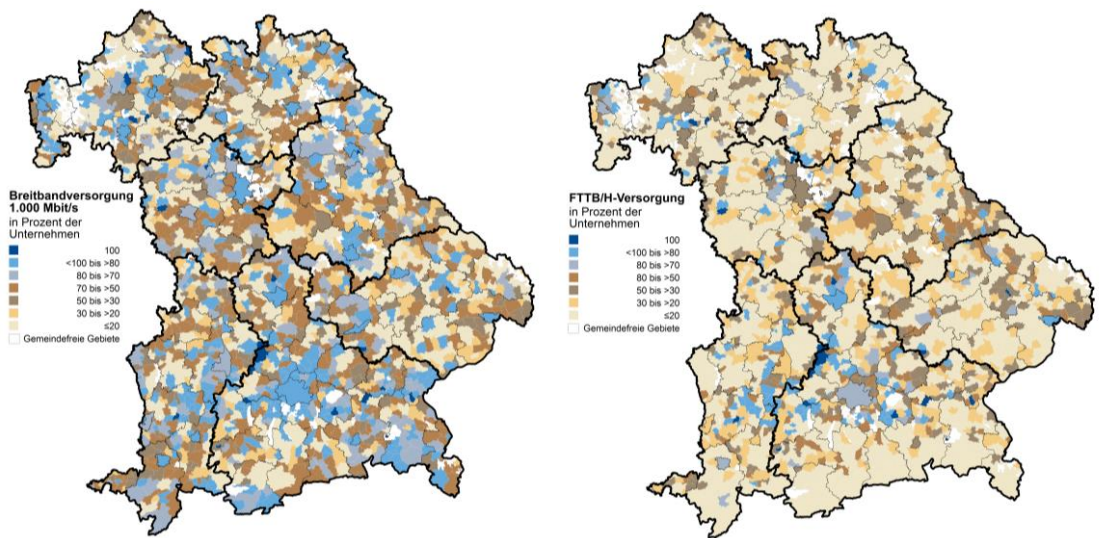 Breitbandversorgung
1.000 Mbit/s
in Prozent der
Unternehmen
100
<100 bis >80
80 bis >70
70 bis >50
50 bis >30
30 bis >20
≤20
Gemeindefreie Gebiete
FTTB/H-Versorgung
in Prozent der
Unternehmen
100
<100 bis >80
80 bis >70
80 bis >50
50 bis >30
30 bis >20
≤20
Gemeindefreie Gebiete